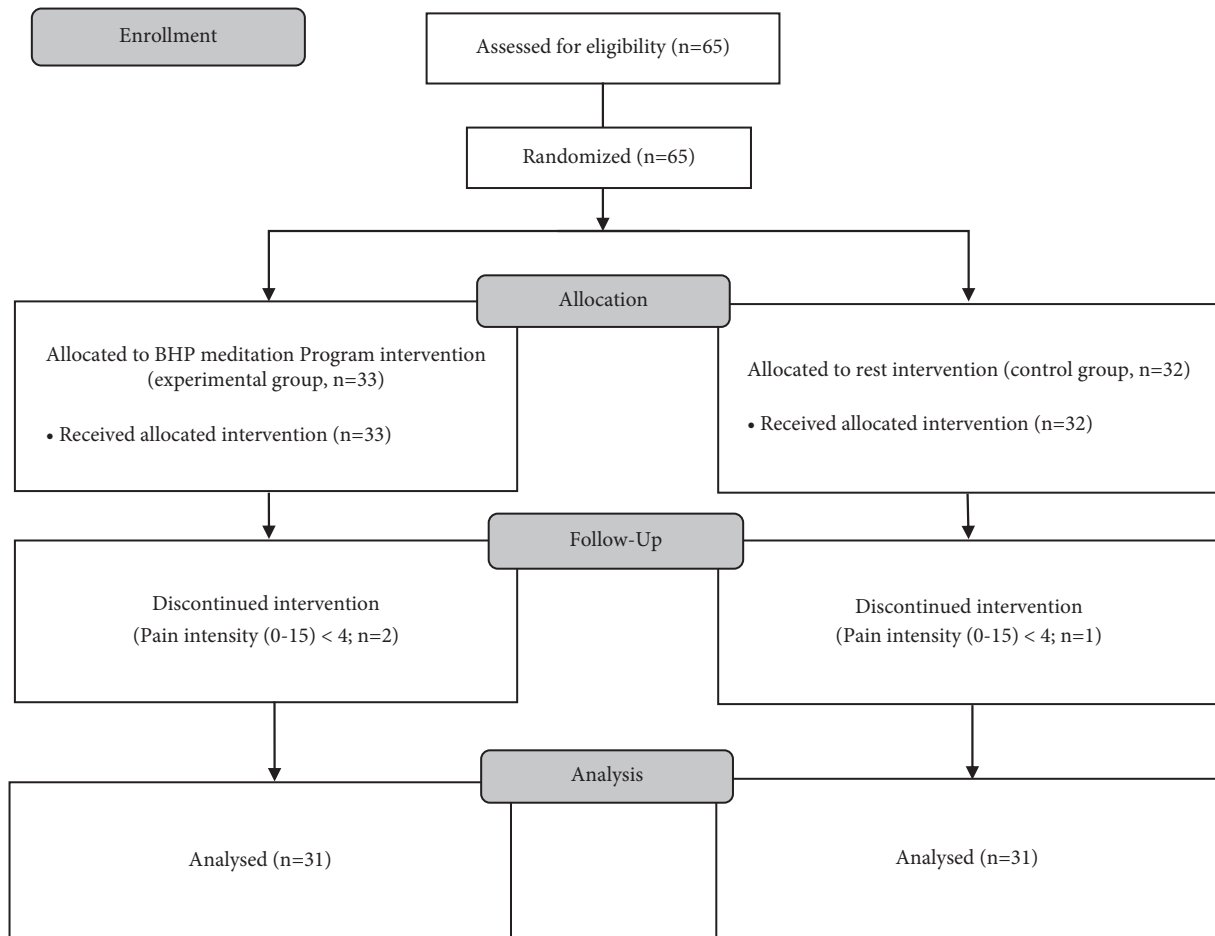 Enrollment
Assessed for eligibility (n=65)
Randomized (n=65)
Allocation
Allocated to BHP meditation Program intervention
(experimental group, n=33)
• Received allocated intervention (n=33)
Allocated to rest intervention (control group, n=32)
• Received allocated intervention (n=32)
Follow-Up
Discontinued intervention
(Pain intensity (0-15) < 4; n=2)
Discontinued intervention
(Pain intensity (0-15) < 4; n=1)
Analysis
Analysed (n=31)
Analysed (n=31)